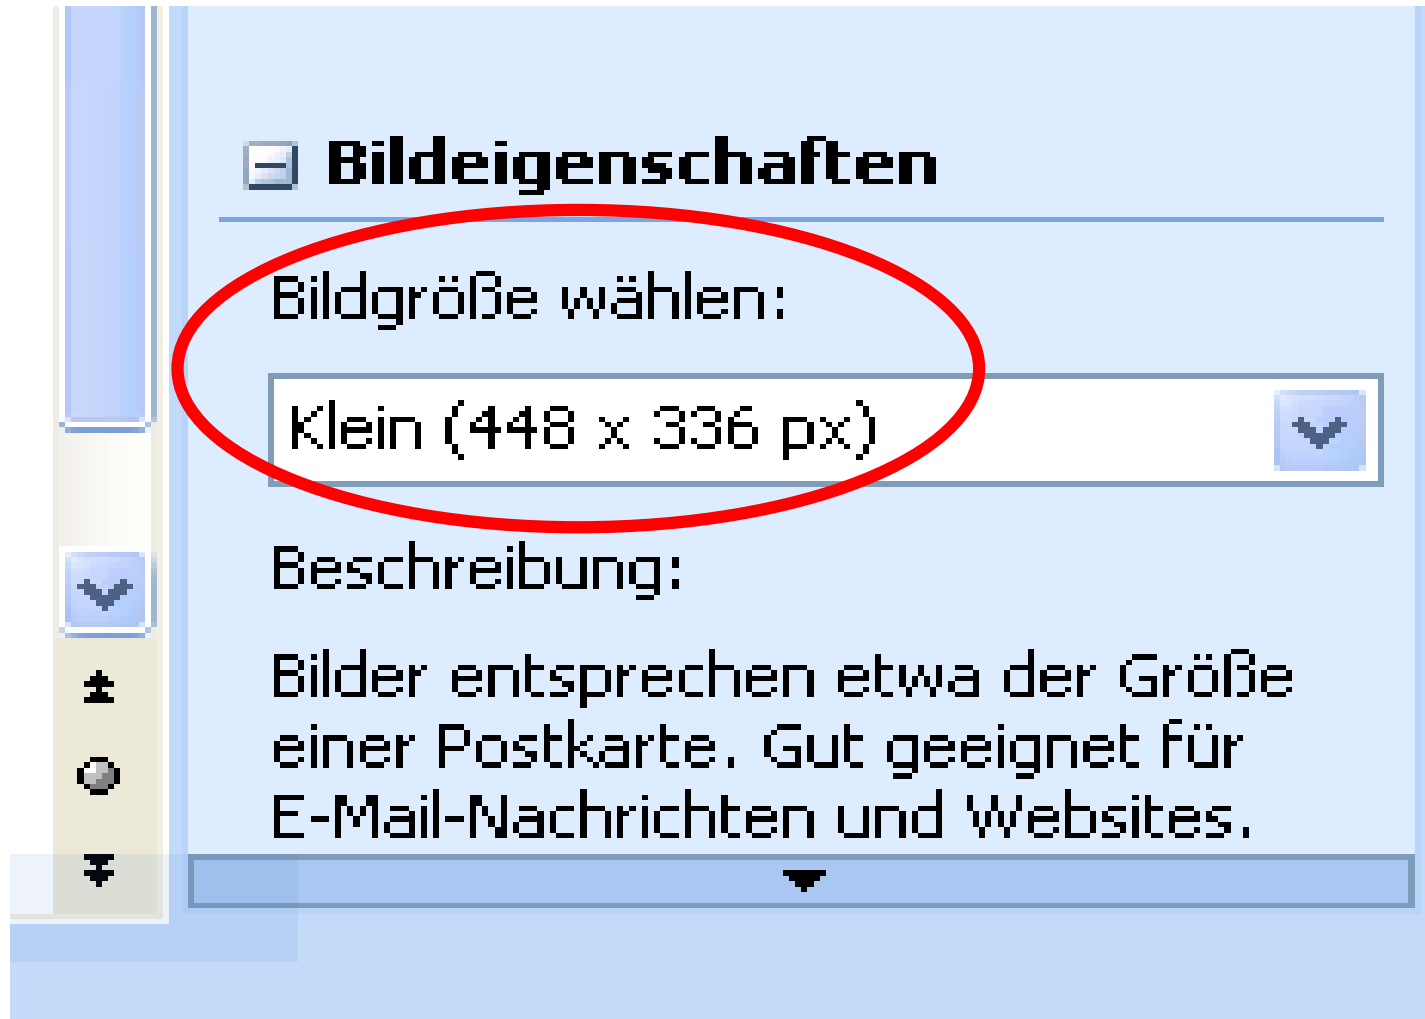 Bildeigenschaften
Bildgröße wählen:
Klein (448 x 336 px)
Beschreibung:
Bilder entsprechen etwa der Größe
einer Postkarte. Gut geeignet für
E-Mail-Nachrichten und Websites.